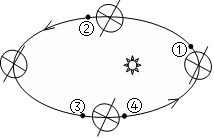 ②
①
③ ④